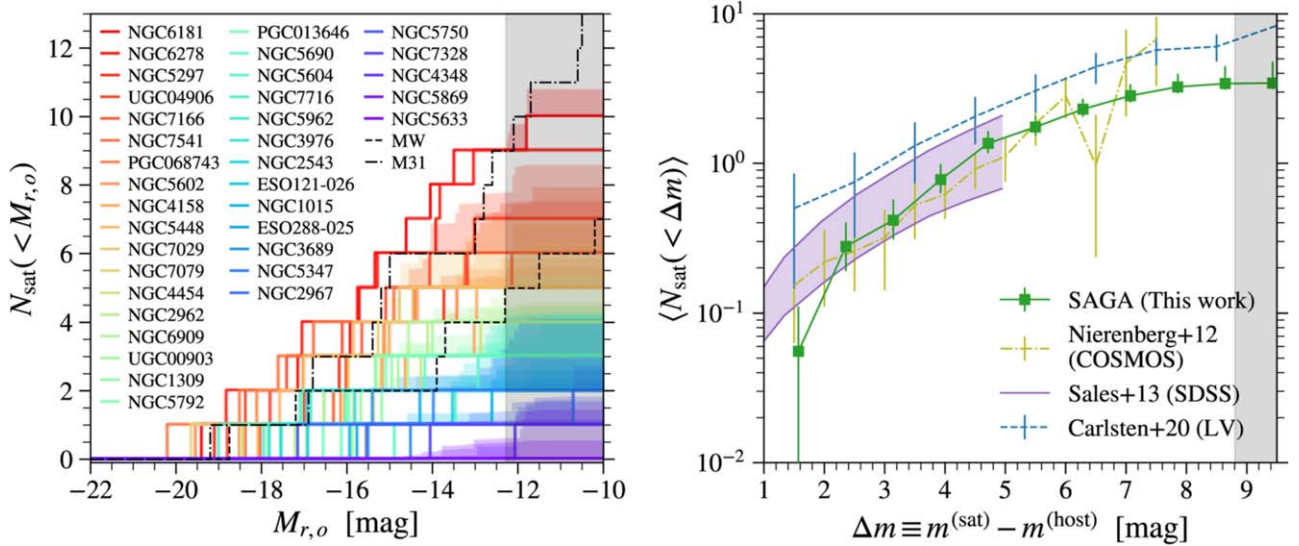 NGC6181
NGC6278
NGC5297
UGC04906
NGC7166
NGC7541
PGC068743
NGC5602
NGC4158
NGC5448
NGC7029
NGC7079
NGC4454
NGC2962
NGC6909
UGC00903
NGC1309
NGC5792
PGC013646
NGC5690
NGC5604
NGC7716
NGC5962
NGC3976
NGC2543
ESO121-026
NGC1015
ESO288-025
NGC3689
NGC5347
NGC2967
NGC5750
NGC7328
NGC4348
NGC5869
NGC5633
MW
M31
N_sat(< M_r,o)
12
10
8
6
4
2
0
−22 −20 −18 −16 −14 −12 −10
M_r,o [mag]
⟨N_sat(< Δm)⟩
10^1
10^0
10^−1
10^−2
SAGA (This work)
Nierenberg+12
(COSMOS)
Sales+13 (SDSS)
Carlsten+20 (LV)
1 2 3 4 5 6 7 8 9
Δm ≡ m^(sat) − m^(host) [mag]